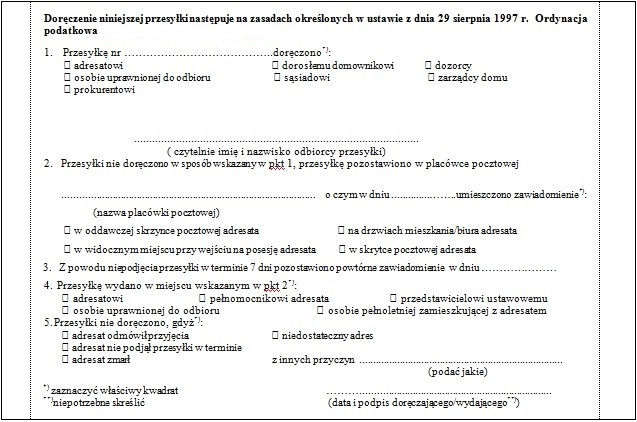 Doręczenie niniejszej przesyłki następuje na zasadach określonych w ustawie z dnia 29 sierpnia 1997 r. Ordynacja
podatkowa
1. Przesyłkę nr ……………………………………..doręczono*):
□ adresatowi □ dorosłemu domownikowi □ dozorcy
□ osobie uprawnionej do odbioru □ sąsiadowi □ zarządcy domu
□ prokurentowi
....................................................................................................
( czytelnie imię i nazwisko odbiorcy przesyłki)
2. Przesyłki nie doręczono w sposób wskazany w pkt 1, przesyłkę pozostawiono w placówce pocztowej
.......................................................................................... o czym w dniu ..............…….umieszczono zawiadomienie*):
(nazwa placówki pocztowej)
□ w oddawczej skrzynce pocztowej adresata □ na drzwiach mieszkania/biura adresata
□ w widocznym miejscu przy wejściu na posesję adresata □ w skrytce pocztowej adresata
3. Z powodu niepodjęcia przesyłki w terminie 7 dni pozostawiono powtórne zawiadomienie w dniu …………………
4. Przesyłkę wydano w miejscu wskazanym w pkt 2*):
□ adresatowi □ pełnomocnikowi adresata □ przedstawicielowi ustawowemu
□ osobie uprawnionej do odbioru □ osobie pełnoletniej zamieszkującej z adresatem
5.Przesyłki nie doręczono, gdyż*):
□ adresat odmówił przyjęcia □ niedostateczny adres
□ adresat nie podjął przesyłki w terminie
□ adresat zmarł z innych przyczyn ........................................................................
(podać jakie)
*) zaznaczyć właściwy kwadrat ………......................................................................
**)niepotrzebne skreślić (data i podpis doręczającego/wydającego**))